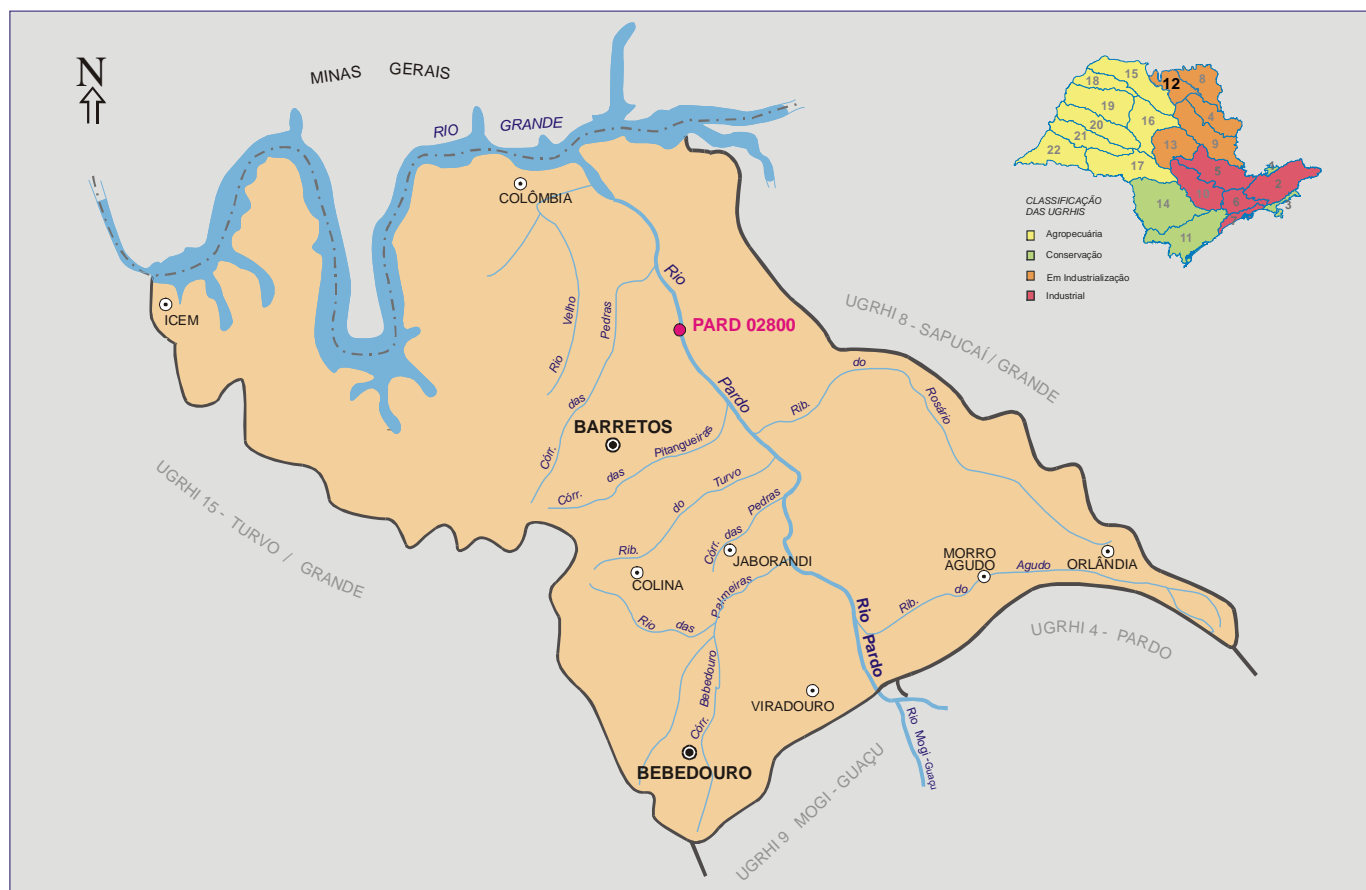 N
MINAS GERAIS
RIO GRANDE
COLÔMBIA
ICEM
Rio
Velho
Córr.
das
Pedras
Rio
PARD 02800
Pardo
UGRHI 8 - SAPUCAÍ / GRANDE
Rib.
do
Rosário
BARRETOS
Córr.
das
Pitangueiras
UGRHI 15 - TURVO / GRANDE
Rib.
do
Turvo
Córr. das
Pedras
JABORANDI
COLINA
Rio
das
Palmeiras
MORRO
AGUDO
Rib.
do
Agudo
ORLÂNDIA
Rio Pardo
UGRHI 4 - PARDO
Córr.
Bebedouro
VIRADOURO
Rio Mogi-Guaçu
BEBEDOURO
UGRHI 9 MOGI - GUAÇU
15
12
8
18
19
16
4
20
21
13
9
22
17
5
4
2
14
6
3
11
CLASSIFICAÇÃO
DAS UGRHIS
Agropecuária
Conservação
Em Industrialização
Industrial